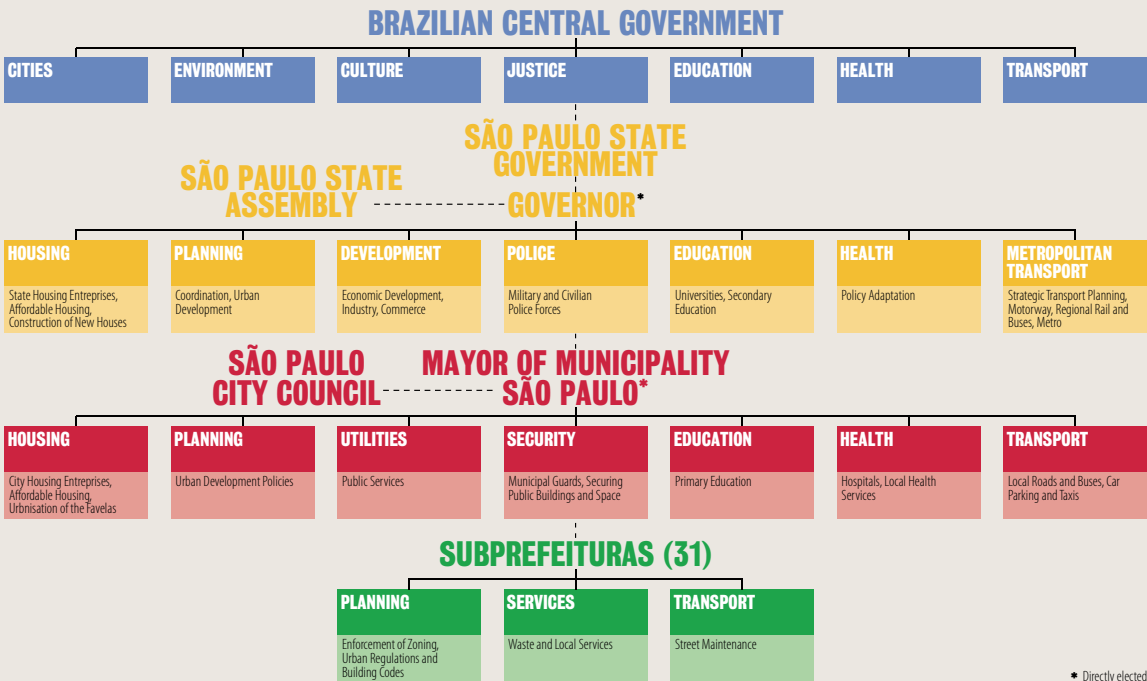 BRAZILIAN CENTRAL GOVERNMENT
CITIES
ENVIRONMENT
CULTURE
JUSTICE
EDUCATION
HEALTH
TRANSPORT
SÃO PAULO STATE
GOVERNMENT
SÃO PAULO STATE
ASSEMBLY
GOVERNOR*
HOUSING
State Housing Entreprises,
Affordable Housing,
Construction of New Houses
PLANNING
Coordination, Urban
Development
DEVELOPMENT
Economic Development,
Industry, Commerce
POLICE
Military and Civilian
Police Forces
EDUCATION
Universities, Secondary
Education
HEALTH
Policy Adaptation
METROPOLITAN
TRANSPORT
Strategic Transport Planning,
Motorway, Regional Rail and
Buses, Metro
SÃO PAULO
CITY COUNCIL
MAYOR OF MUNICIPALITY
SÃO PAULO*
HOUSING
City Housing Entreprises,
Affordable Housing,
Urbnisation of the Favelas
PLANNING
Urban Development Policies
UTILITIES
Public Services
SECURITY
Municipal Guards, Securing
Public Buildings and Space
EDUCATION
Primary Education
HEALTH
Hospitals, Local Health
Services
TRANSPORT
Local Roads and Buses, Car
Parking and Taxis
SUBPREFEITURAS (31)
PLANNING
Enforcement of Zoning,
Urban Regulations and
Building Codes
SERVICES
Waste and Local Services
TRANSPORT
Street Maintenance
* Directly elected